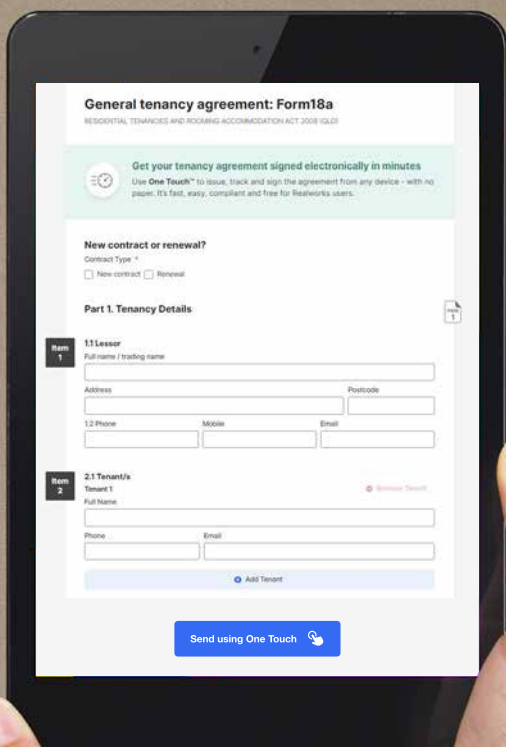 General tenancy agreement: Form18a
RESIDENTIAL TENANCIES AND ROOMING ACCOMMODATION ACT 2008 (QLD)
Get your tenancy agreement signed electronically in minutes
Use One Touch™ to issue, track and sign the agreement from any device - with no
paper. It's fast, easy, compliant and free for Realworks users.
New contract or renewal?
Contract Type *
New contract Renewal
Part 1. Tenancy Details
PAGE
1
Item
1
1.1 Lessor
Full name / trading name
Address Postcode
1.2 Phone Mobile Email
Item
2
2.1 Tenant/s
Tenant 1 Remove Tenant
Full Name
Phone Email
Add Tenant
Send using One Touch